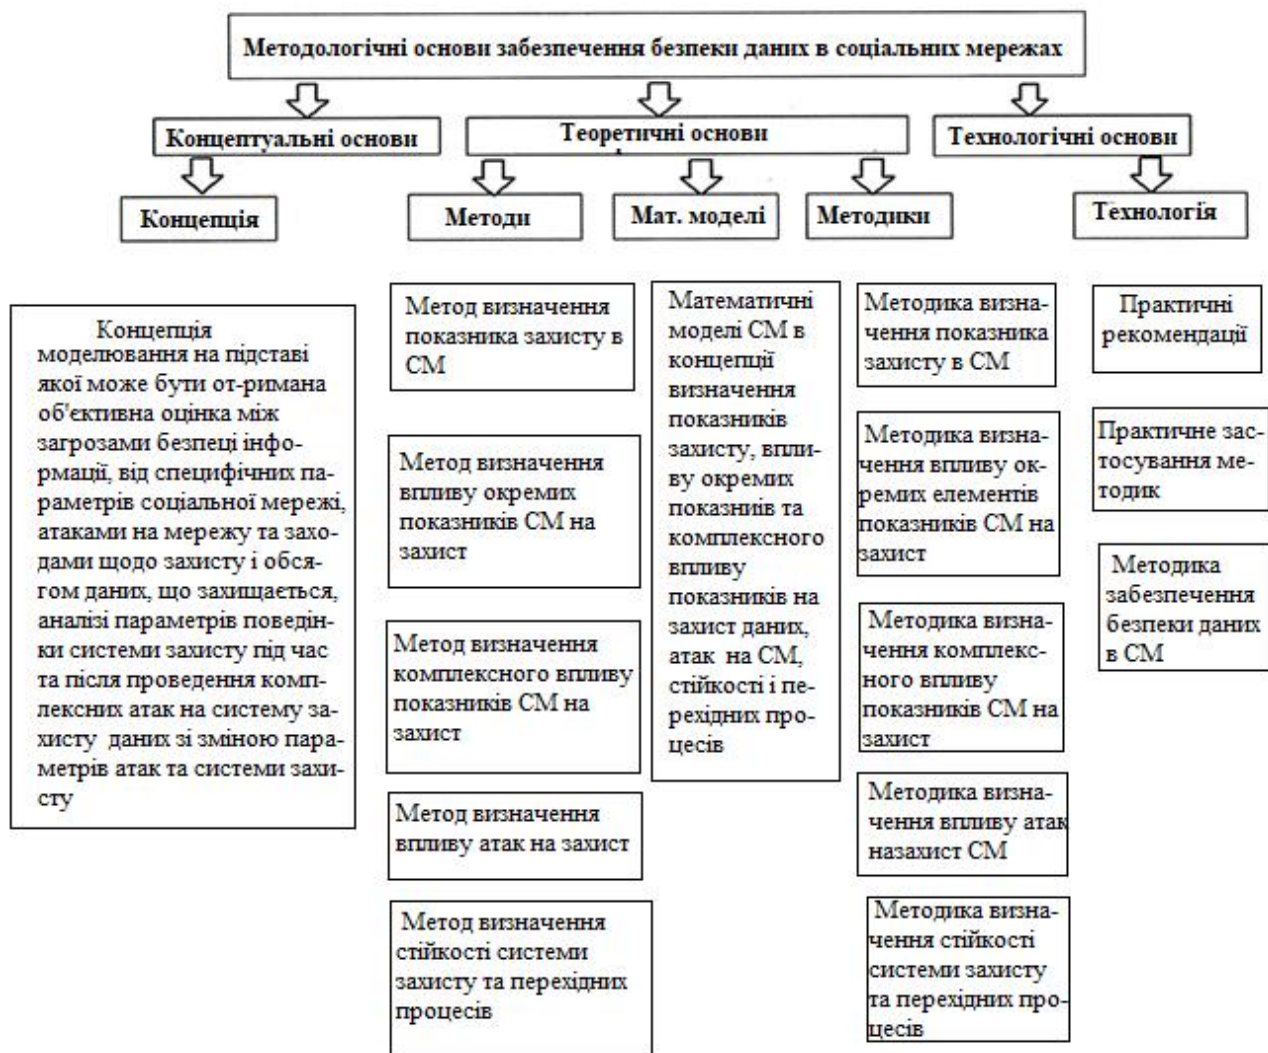 Методологічні основи забезпечення безпеки даних в соціальних мережах
Концептуальні основи
Теоретичні основи
Технологічні основи
Концепція
Методи
Мат. моделі
Методики
Технологія
Концепція
моделювання на підставі
якої може бути от-римана
об'єктивна оцінка між
загрозами безпеці інфо-
рмації, від специфічних па-
раметрів соціальної мережі,
атаками на мережу та захо-
дами щодо захисту і обся-
гом даних, що захищається,
аналізі параметрів поведін-
ки системи захисту під час
та після проведення комп-
лексних атак на систему за-
хисту даних зі зміною пара-
метрів атак та системи захи-
сту
Метод визначення
показника захисту в
СМ
Метод визначення
впливу окремих
показників СМ на
захист
Метод визначення
комплексного впливу
показників СМ на
захист
Метод визначення
впливу атак на захист
Метод визначення
стійкості системи
захисту та перехідних
процесів
Математичні
моделі СМ в
концепції
визначення
показників
захисту, впли-
ву окремих
показниів та
комплексного
впливу
показників на
захист даних,
атак на СМ,
стійкості і пе-
рехідних про-
цесів
Методика визна-
чення показника
захисту в СМ
Методика визна-
чення впливу ок-
ремих елементів
показників СМ на
захист
Методика визна-
чення комплекс-
ного впливу
показників СМ на
захист
Методика визна-
чення впливу атак
назахист СМ
Методика визна-
чення стійкості
системи захисту
та перехідних про-
цесів
Практичні
рекомендації
Практичне зас-
тосування ме-
тодик
Методика
забезпечення
безпеки даних
в СМ